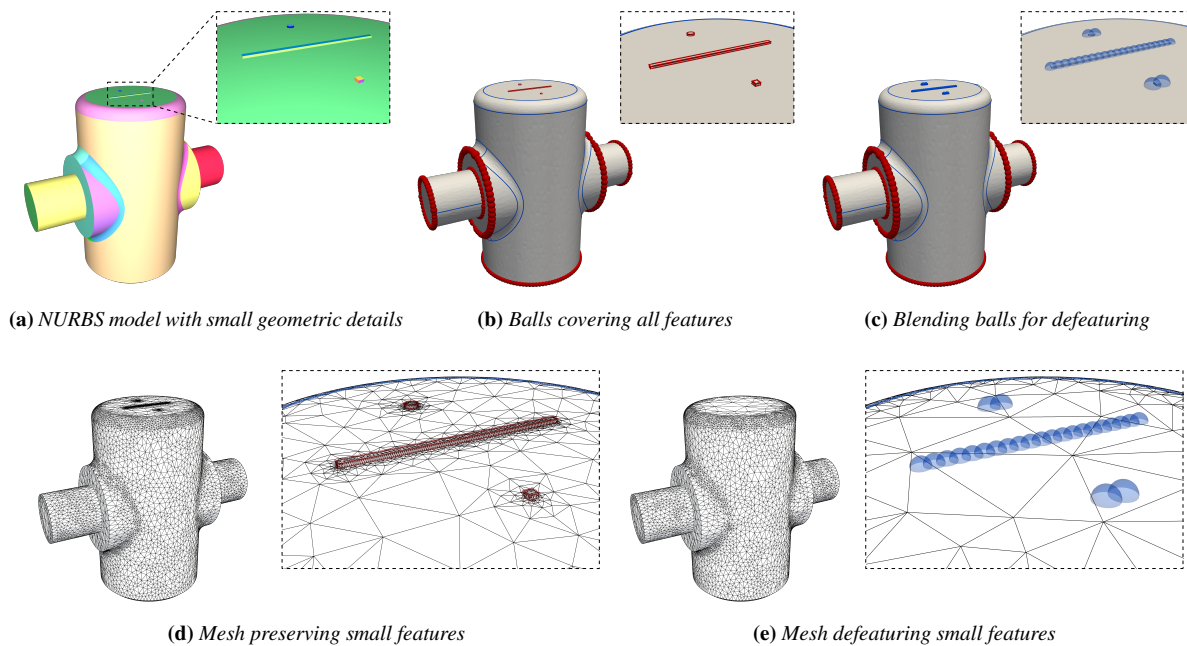 (a) NURBS model with small geometric details
(b) Balls covering all features
(c) Blending balls for defeaturing
(d) Mesh preserving small features
(e) Mesh defeaturing small features